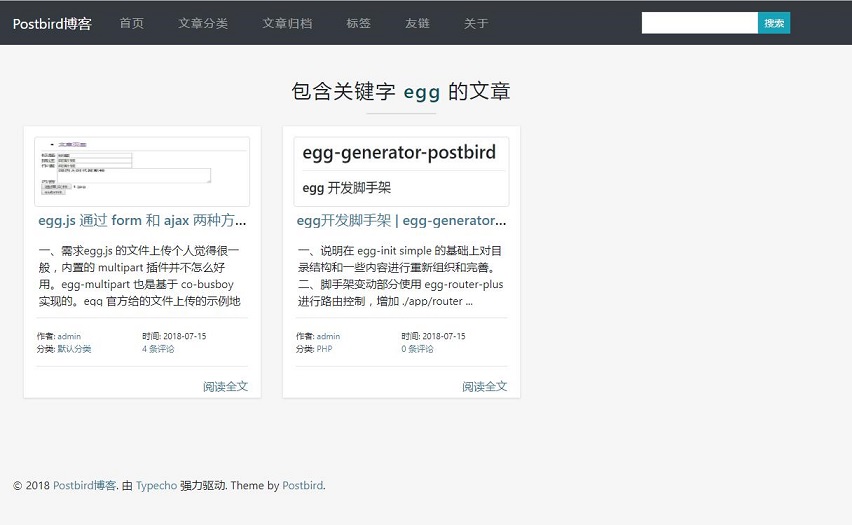 Postbird博客 首页 文章分类 文章归档 标签 友链 关于 搜索
包含关键字 egg 的文章
文章页面
egg.js 通过 form 和 ajax 两种方...
一、需求egg.js 的文件上传个人觉得很一
般，内置的 multipart 插件并不怎么好
用。egg-multipart 也是基于 co-busboy
实现的。egg 官方给的文件上传的示例地
作者: admin 时间: 2018-07-15
分类: 默认分类 4 条评论
阅读全文
egg-generator-postbird
egg 开发脚手架
egg开发脚手架 | egg-generator...
一、说明在 egg-init simple 的基础上对目
录结构和一些内容进行重新组织和完善。
二、脚手架变动部分使用 egg-router-plus
进行路由控制，增加 ./app/router ...
作者: admin 时间: 2018-07-15
分类: PHP 0 条评论
阅读全文
© 2018 Postbird博客. 由 Typecho 强力驱动. Theme by Postbird.